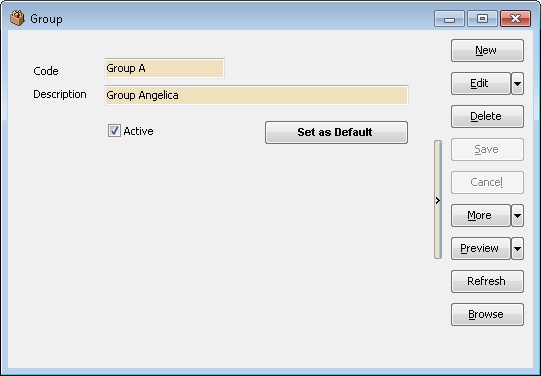 Group
New
Code
Group A
Edit
Description
Group Angelica
Delete
Active
Set as Default
Save
Cancel
More
Preview
Refresh
Browse